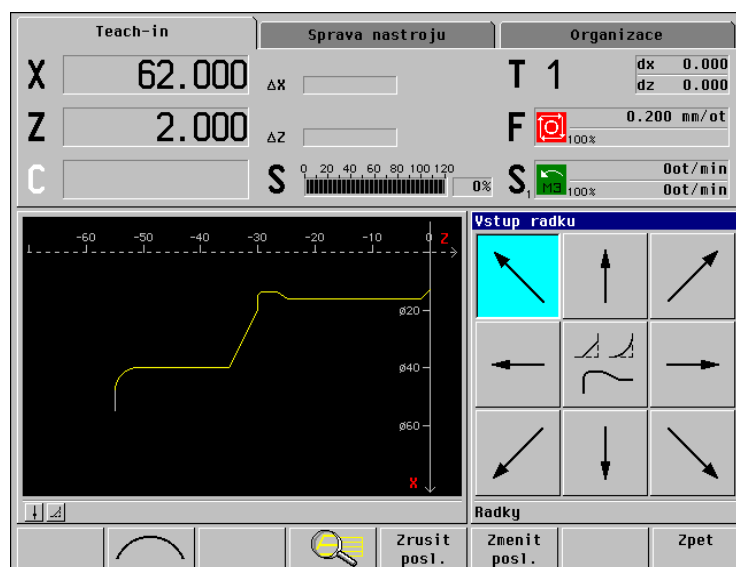 Teach-in Sprava nastroju Organizace
X 62.000 ΔX T 1 dx 0.000
dz 0.000
Z 2.000 ΔZ F 100% 0.200 mm/ot
C S 0 20 40 60 80 100 120 0% S1 M3 100% 0ot/min
0ot/min
Vstup radku
-60 -50 -40 -30 -20 -10 0 Z
ø20
ø40
ø60
X
Radky
Zrusit posl. Zmenit posl. Zpet